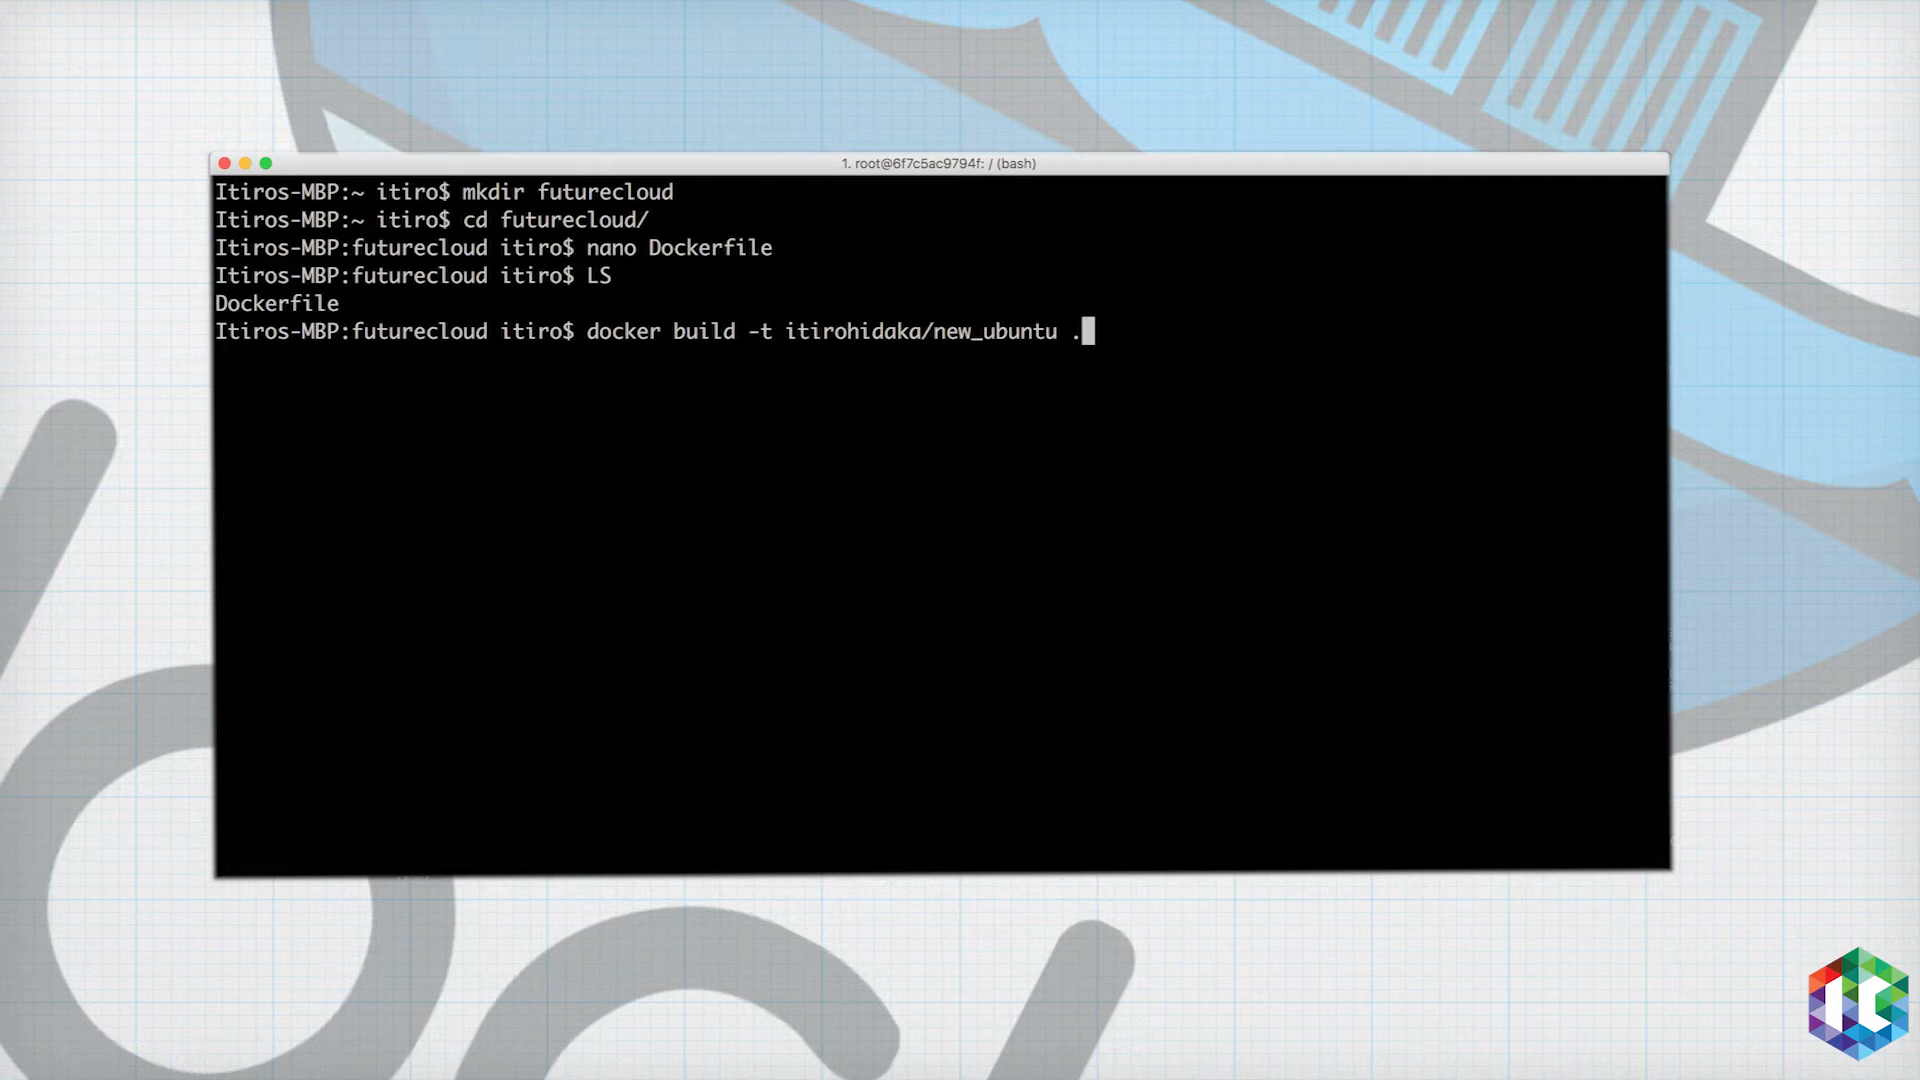 1. root@6f7c5ac9794f: / (bash)
Itiros-MBP:~ itiro$ mkdir futurecloud
Itiros-MBP:~ itiro$ cd futurecloud/
Itiros-MBP:futurecloud itiro$ nano Dockerfile
Itiros-MBP:futurecloud itiro$ LS
Dockerfile
Itiros-MBP:futurecloud itiro$ docker build -t itirohidaka/new_ubuntu .
IC